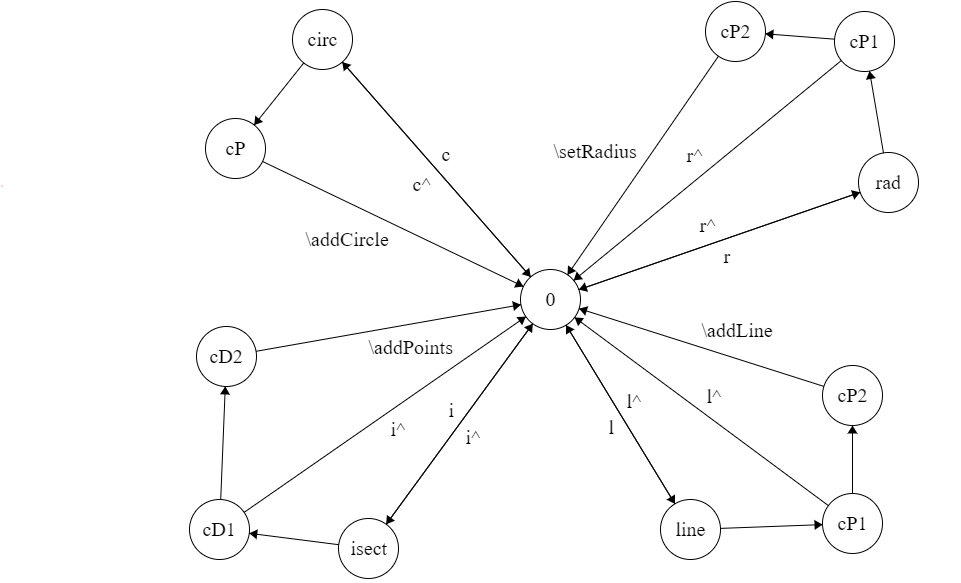 circ
cP2
cP1
cP
c
c^
\setRadius
r^
rad
r^
r
\addCircle
0
\addLine
cD2
\addPoints
i
i^
i^
l^
l
l^
cP2
cD1
isect
line
cP1